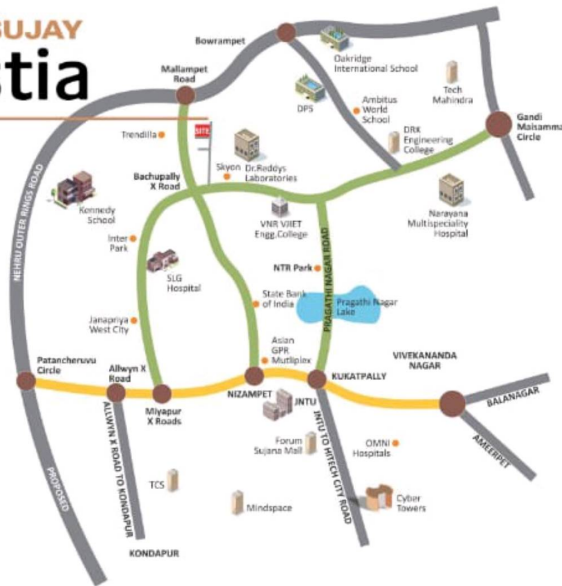 SUJAY
stia
Bowrampet
Oakridge
International School
Mallampet
Road
DPS
Ambitus
World
School
Tech
Mahindra
Gandi
Maisamma
Circle
Trendilla
SITE
DRK
Engineering
College
Skyon
Dr.Reddys
Laboratories
Bachupally
X Road
NEHRU OUTER RINGS ROAD
Kennedy
School
VNR VJIET
Engg.College
Narayana
Multispeciality
Hospital
Inter
Park
SLG
Hospital
NTR Park
PRAGATHI NAGAR ROAD
State Bank
of India
Pragathi Nagar
Lake
Janapriya
West City
Asian
GPR
Mutliplex
Patancheruvu
Circle
Allwyn X
Road
VIVEKANANDA
NAGAR
KUKATPALLY
NIZAMPET
Miyapur
X Roads
JNTU
BALANAGAR
AMEERPET
ALLWYN X ROAD TO KONDAPUR
JNTU TO HITECH CITY ROAD
Forum
Sujana Mall
OMNI
Hospitals
PROPOSED
TCS
Mindspace
Cyber
Towers
KONDAPUR